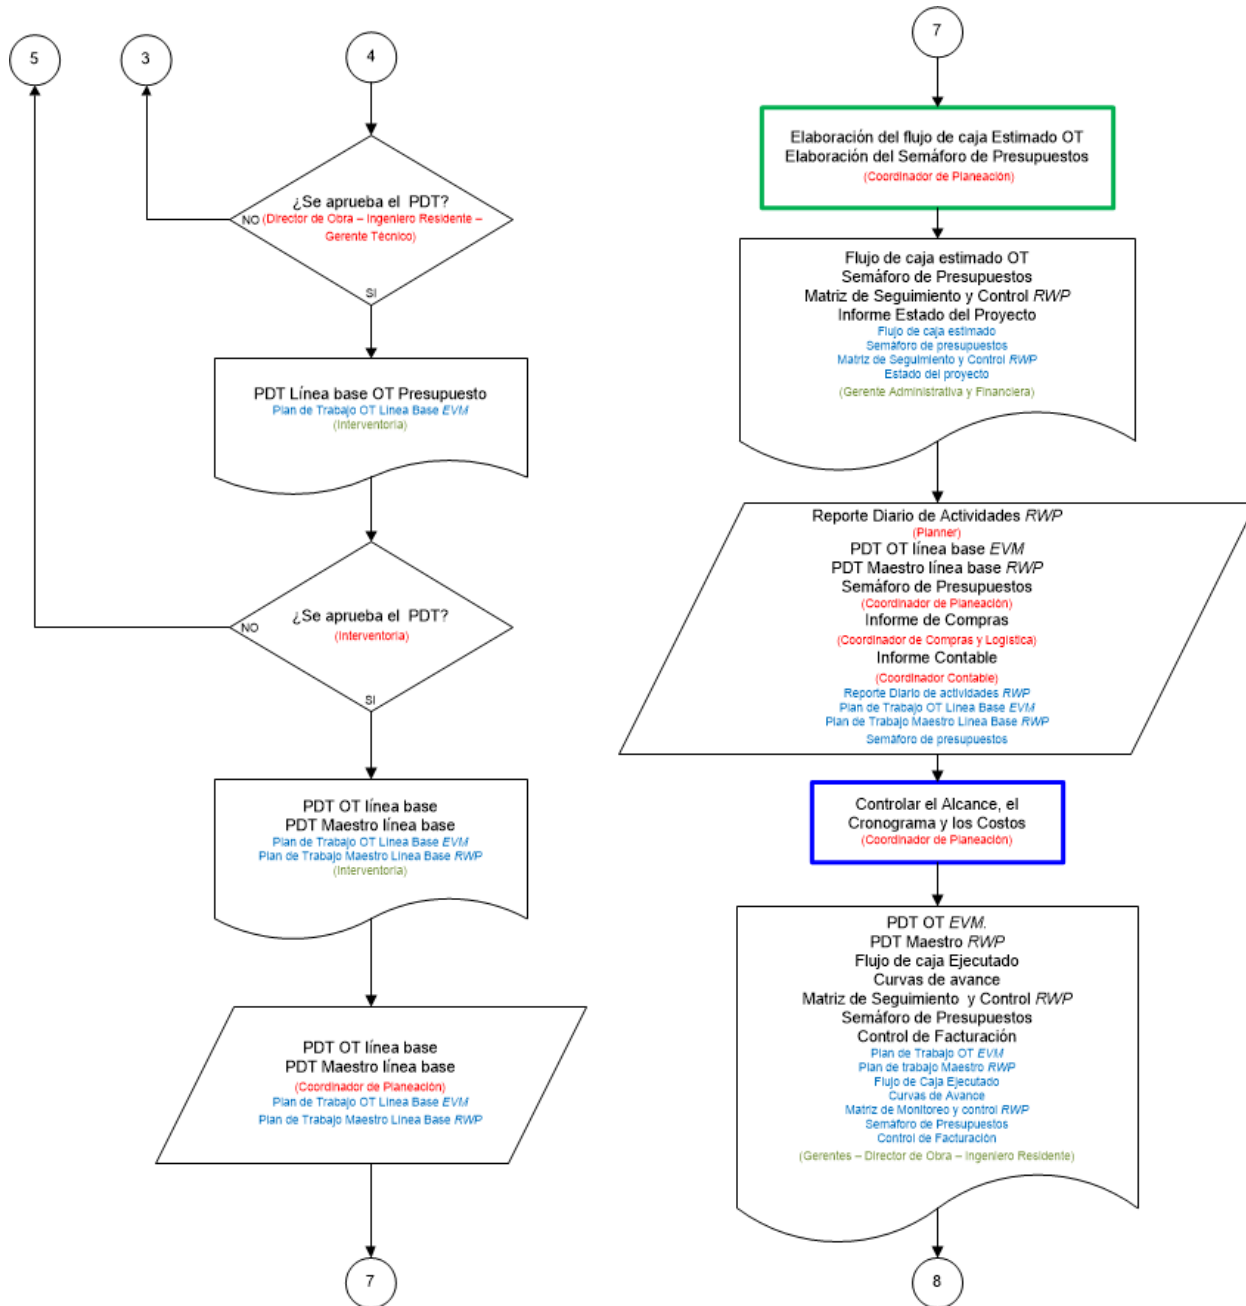 5
3
4
¿Se aprueba el PDT?
NO
(Director de Obra – Ingeniero Residente –
Gerente Técnico)
SI
PDT Línea base OT Presupuesto
Plan de Trabajo OT Linea Base EVM
(Interventoria)
¿Se aprueba el PDT?
NO
(Interventoria)
SI
PDT OT línea base
PDT Maestro línea base
Plan de Trabajo OT Linea Base EVM
Plan de Trabajo Maestro Linea Base RWP
(Interventoria)
PDT OT línea base
PDT Maestro línea base
(Coordinador de Planeación)
Plan de Trabajo OT Linea Base EVM
Plan de Trabajo Maestro Linea Base RWP
7
7
Elaboración del flujo de caja Estimado OT
Elaboración del Semáforo de Presupuestos
(Coordinador de Planeación)
Flujo de caja estimado OT
Semáforo de Presupuestos
Matriz de Seguimiento y Control RWP
Informe Estado del Proyecto
Flujo de caja estimado
Semáforo de presupuestos
Matriz de Seguimiento y Control RWP
Estado del proyecto
(Gerente Administrativa y Financiera)
Reporte Diario de Actividades RWP
(Planner)
PDT OT línea base EVM
PDT Maestro línea base RWP
Semáforo de Presupuestos
(Coordinador de Planeación)
Informe de Compras
(Coordinador de Compras y Logística)
Informe Contable
(Coordinador Contable)
Reporte Diario de actividades RWP
Plan de Trabajo OT Linea Base EVM
Plan de Trabajo Maestro Linea Base RWP
Semáforo de presupuestos
Controlar el Alcance, el
Cronograma y los Costos
(Coordinador de Planeación)
PDT OT EVM.
PDT Maestro RWP
Flujo de caja Ejecutado
Curvas de avance
Matriz de Seguimiento y Control RWP
Semáforo de Presupuestos
Control de Facturación
Plan de Trabajo OT EVM
Plan de trabajo Maestro RWP
Flujo de Caja Ejecutado
Curvas de Avance
Matriz de Monitoreo y control RWP
Semáforo de Presupuestos
Control de Facturación
(Gerentes – Director de Obra – Ingeniero Residente)
8